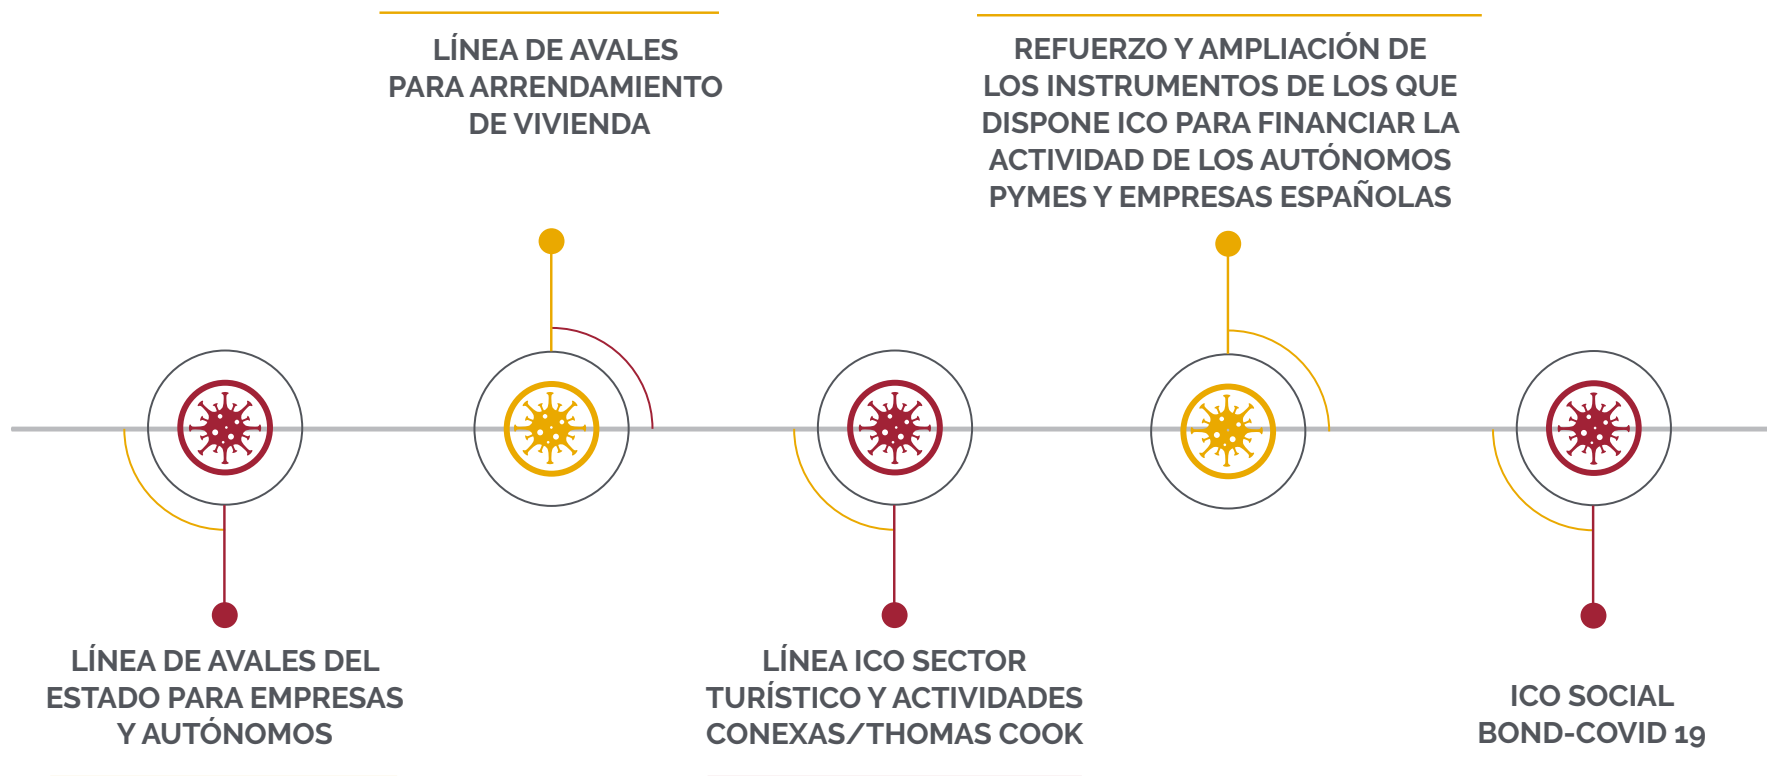 LÍNEA DE AVALES
PARA ARRENDAMIENTO
DE VIVIENDA
REFUERZO Y AMPLIACIÓN DE
LOS INSTRUMENTOS DE LOS QUE
DISPONE ICO PARA FINANCIAR LA
ACTIVIDAD DE LOS AUTÓNOMOS
PYMES Y EMPRESAS ESPAÑOLAS
LÍNEA DE AVALES DEL
ESTADO PARA EMPRESAS
Y AUTÓNOMOS
LÍNEA ICO SECTOR
TURÍSTICO Y ACTIVIDADES
CONEXAS/THOMAS COOK
ICO SOCIAL
BOND-COVID 19